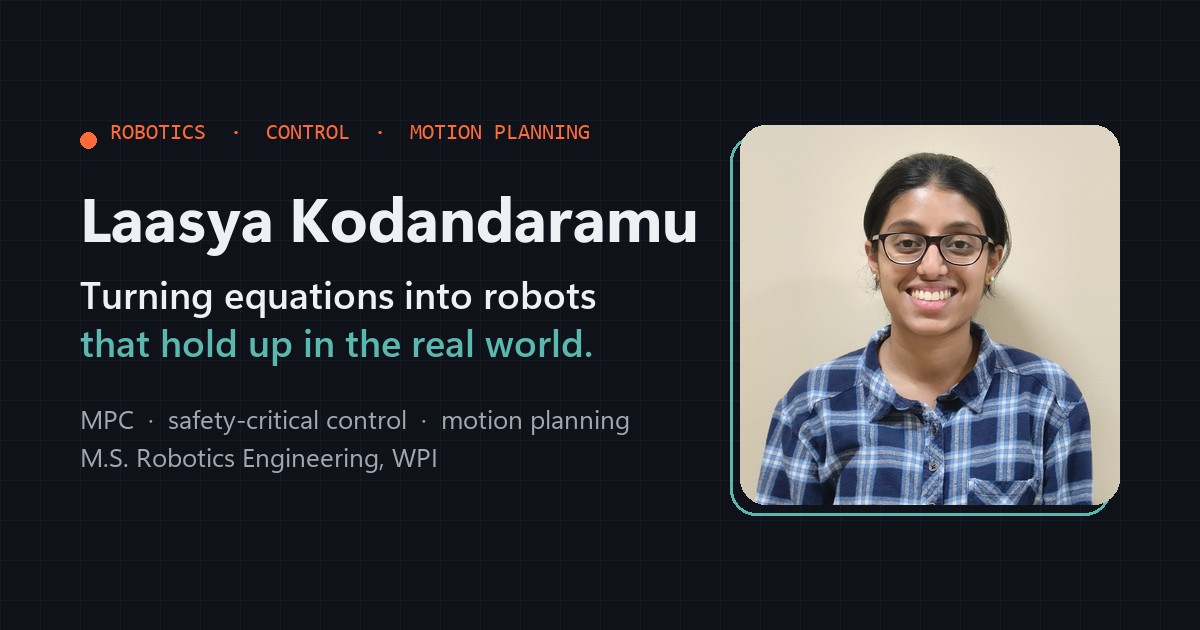 ROBOTICS · CONTROL · MOTION PLANNING
Laasya Kodandaramu
Turning equations into robots
that hold up in the real world.
MPC · safety-critical control · motion planning
M.S. Robotics Engineering, WPI